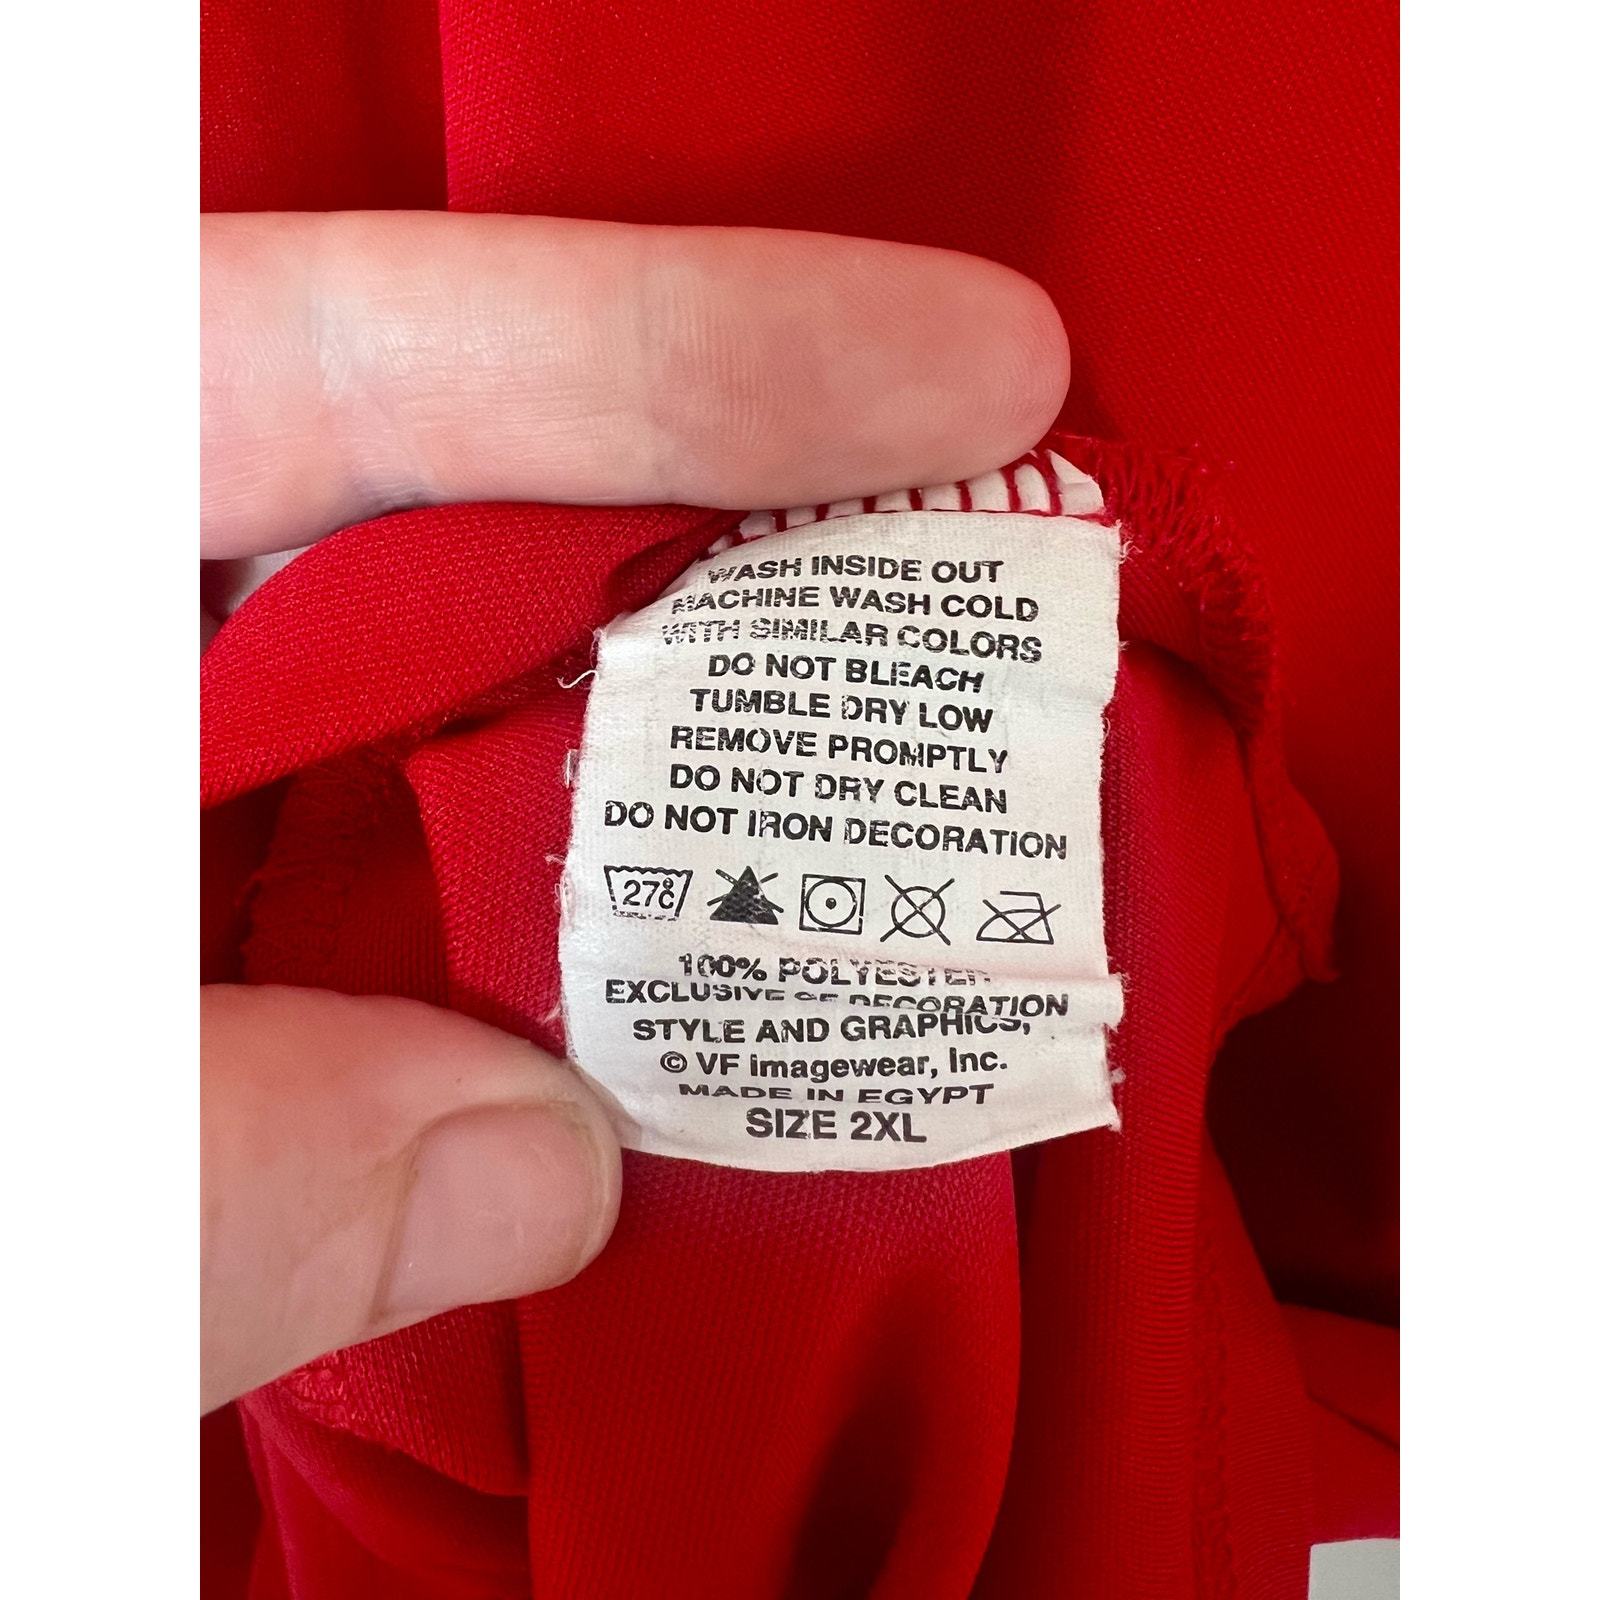 WASH INSIDE OUT
MACHINE WASH COLD
WITH SIMILAR COLORS
DO NOT BLEACH
TUMBLE DRY LOW
REMOVE PROMPTLY
DO NOT DRY CLEAN
DO NOT IRON DECORATION
27°C
100% POLYESTER
EXCLUSIVE OF DECORATION
STYLE AND GRAPHICS,
© VF Imagewear, Inc.
MADE IN EGYPT
SIZE 2XL